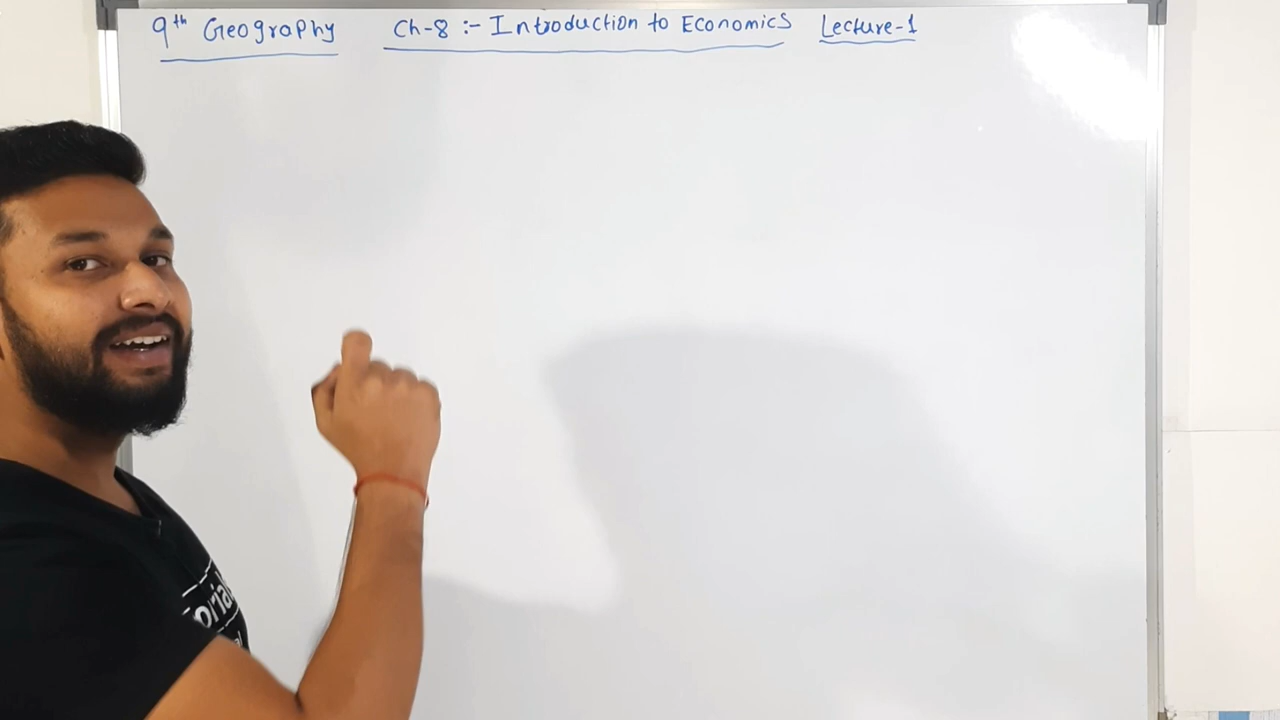 9th Geography Ch-8 :- Introduction to Economics Lecture-1